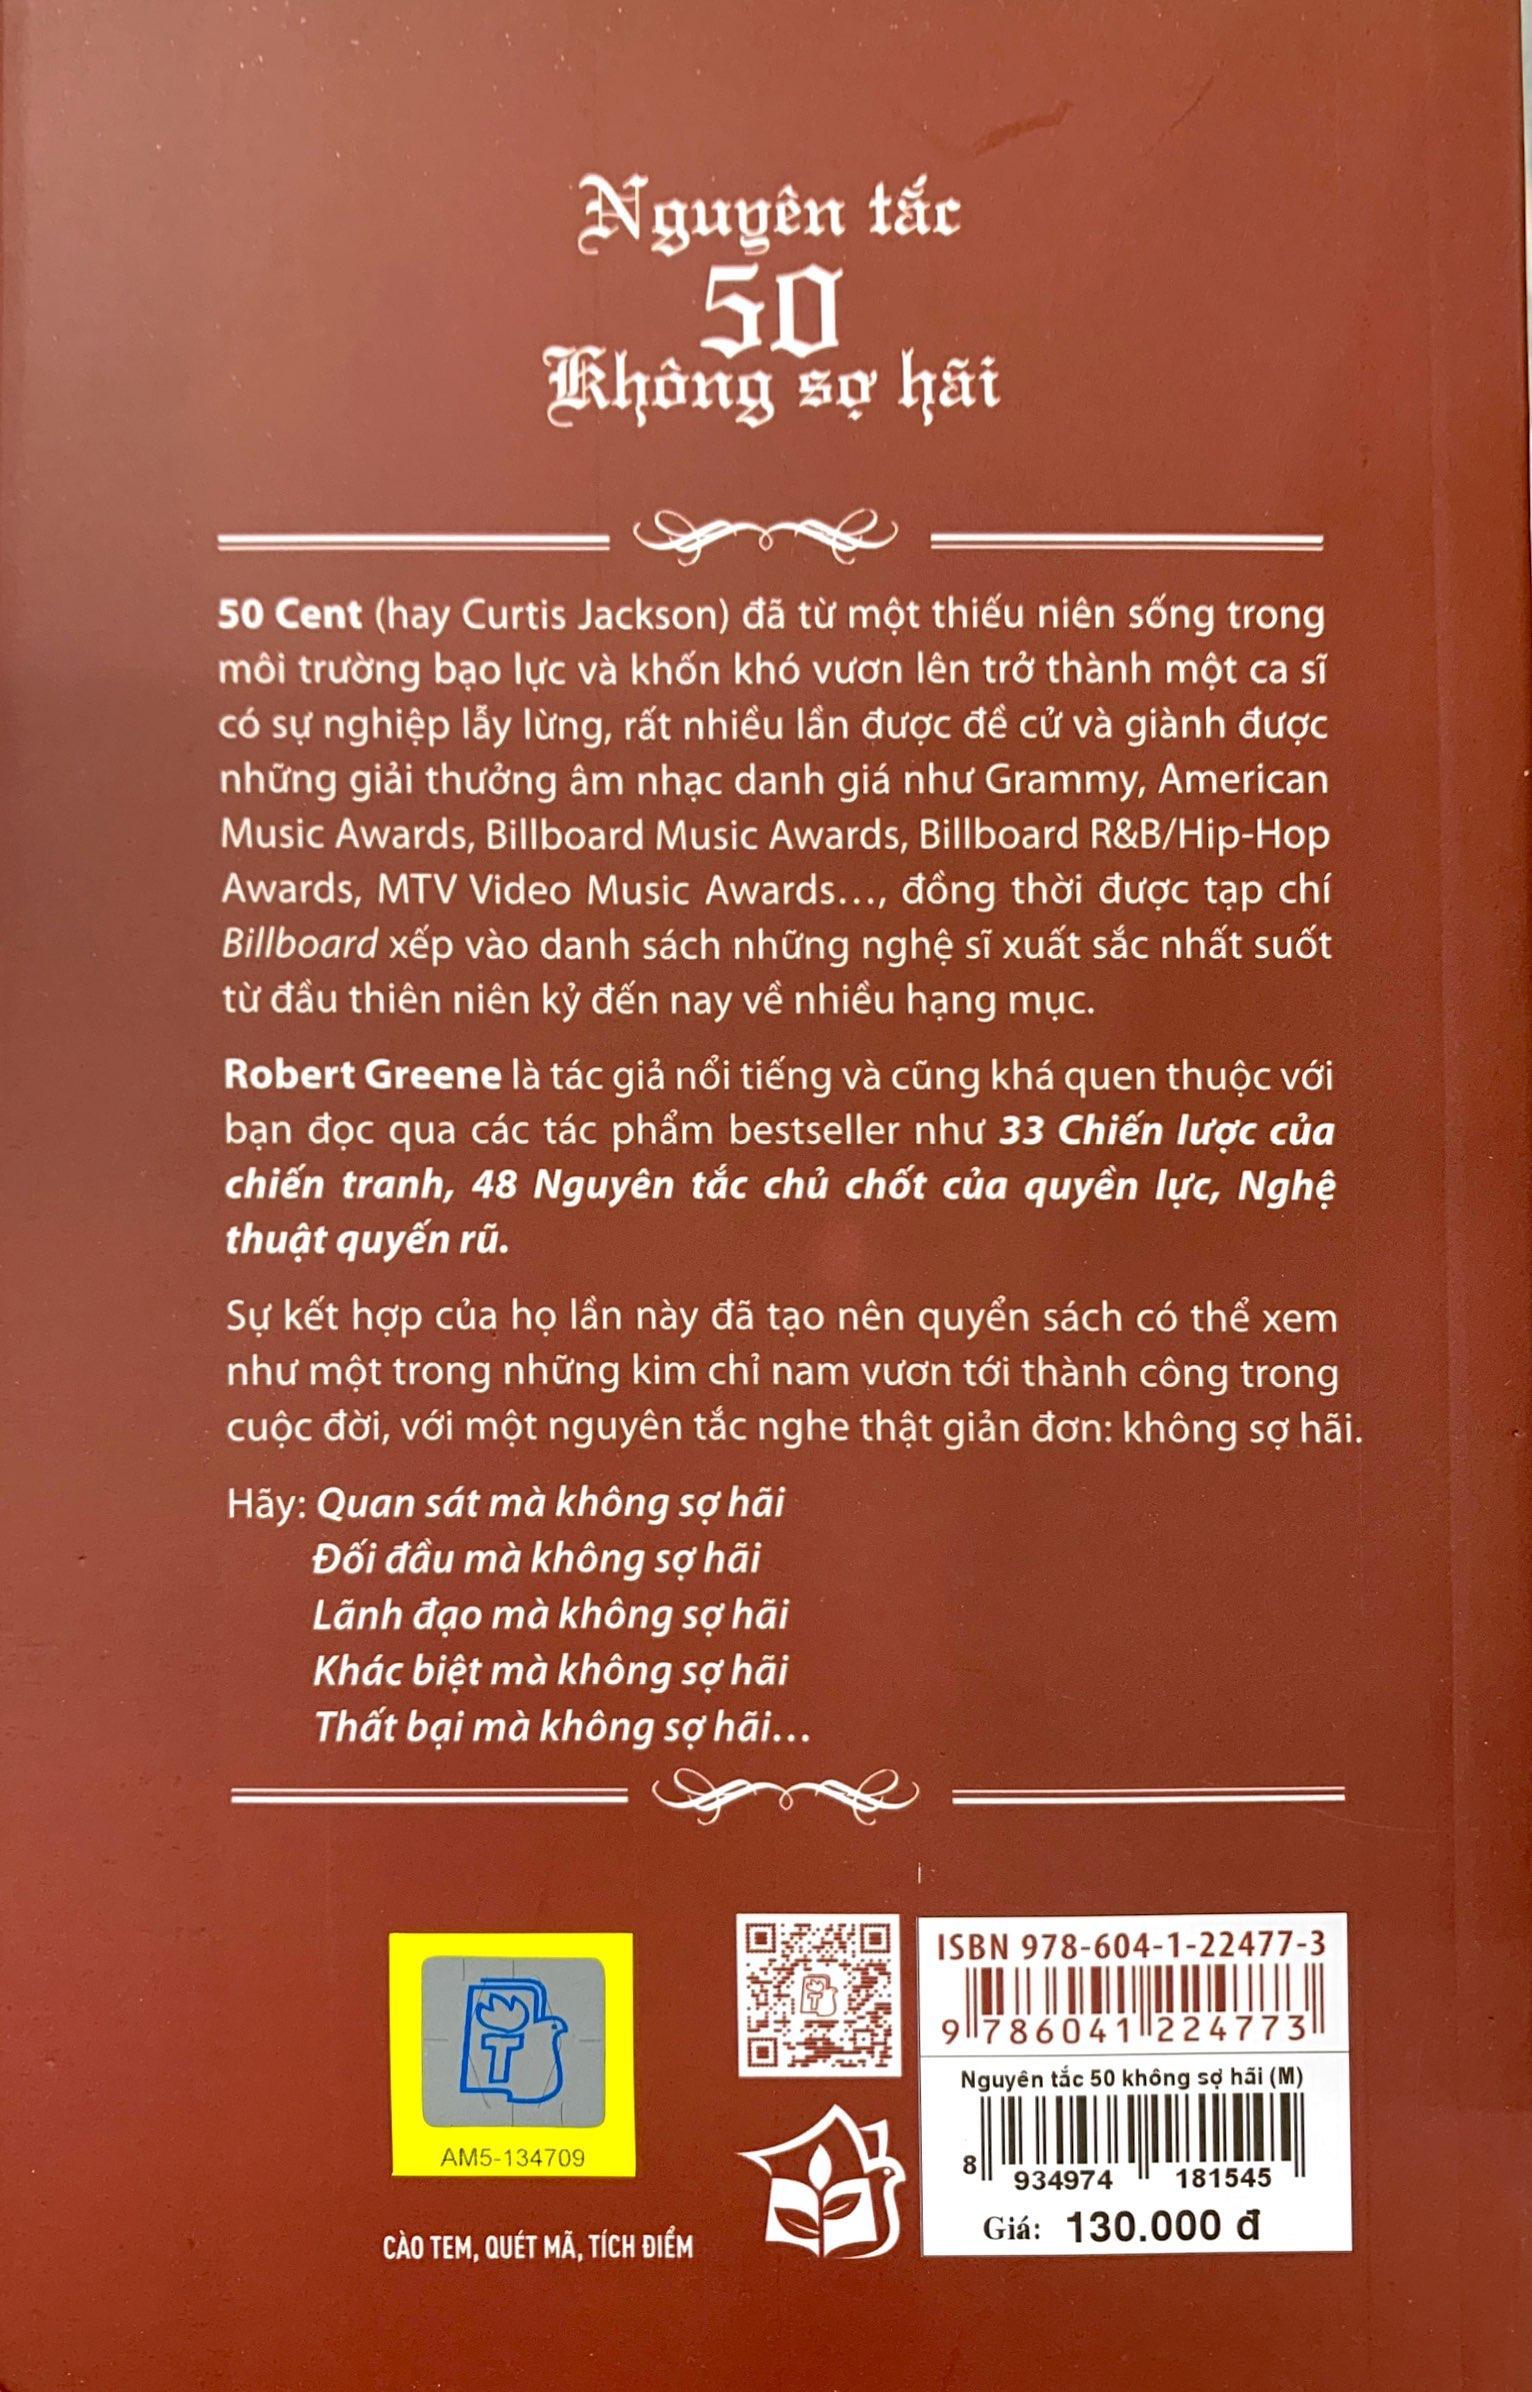 Nguyên tắc
50
Không sợ hãi
50 Cent (hay Curtis Jackson) đã từ một thiếu niên sống trong
môi trường bạo lực và khốn khó vươn lên trở thành một ca sĩ
có sự nghiệp lẫy lừng, rất nhiều lần được đề cử và giành được
những giải thưởng âm nhạc danh giá như Grammy, American
Music Awards, Billboard Music Awards, Billboard R&B/Hip-Hop
Awards, MTV Video Music Awards..., đồng thời được tạp chí
Billboard xếp vào danh sách những nghệ sĩ xuất sắc nhất suốt
từ đầu thiên niên kỷ đến nay về nhiều hạng mục.
Robert Greene là tác giả nổi tiếng và cũng khá quen thuộc với
bạn đọc qua các tác phẩm bestseller như 33 Chiến lược của
chiến tranh, 48 Nguyên tắc chủ chốt của quyền lực, Nghệ
thuật quyến rũ.
Sự kết hợp của họ lần này đã tạo nên quyển sách có thể xem
như một trong những kim chỉ nam vươn tới thành công trong
cuộc đời, với một nguyên tắc nghe thật giản đơn: không sợ hãi.
Hãy: Quan sát mà không sợ hãi
Đối đầu mà không sợ hãi
Lãnh đạo mà không sợ hãi
Khác biệt mà không sợ hãi
Thất bại mà không sợ hãi...
T
AM5-134709
CÀO TEM, QUÉT MÃ, TÍCH ĐIỂM
T
ISBN 978-604-1-22477-3
9 786041 224773
Nguyên tắc 50 không sợ hãi (M)
8 934974 181545
Giá: 130.000 đ